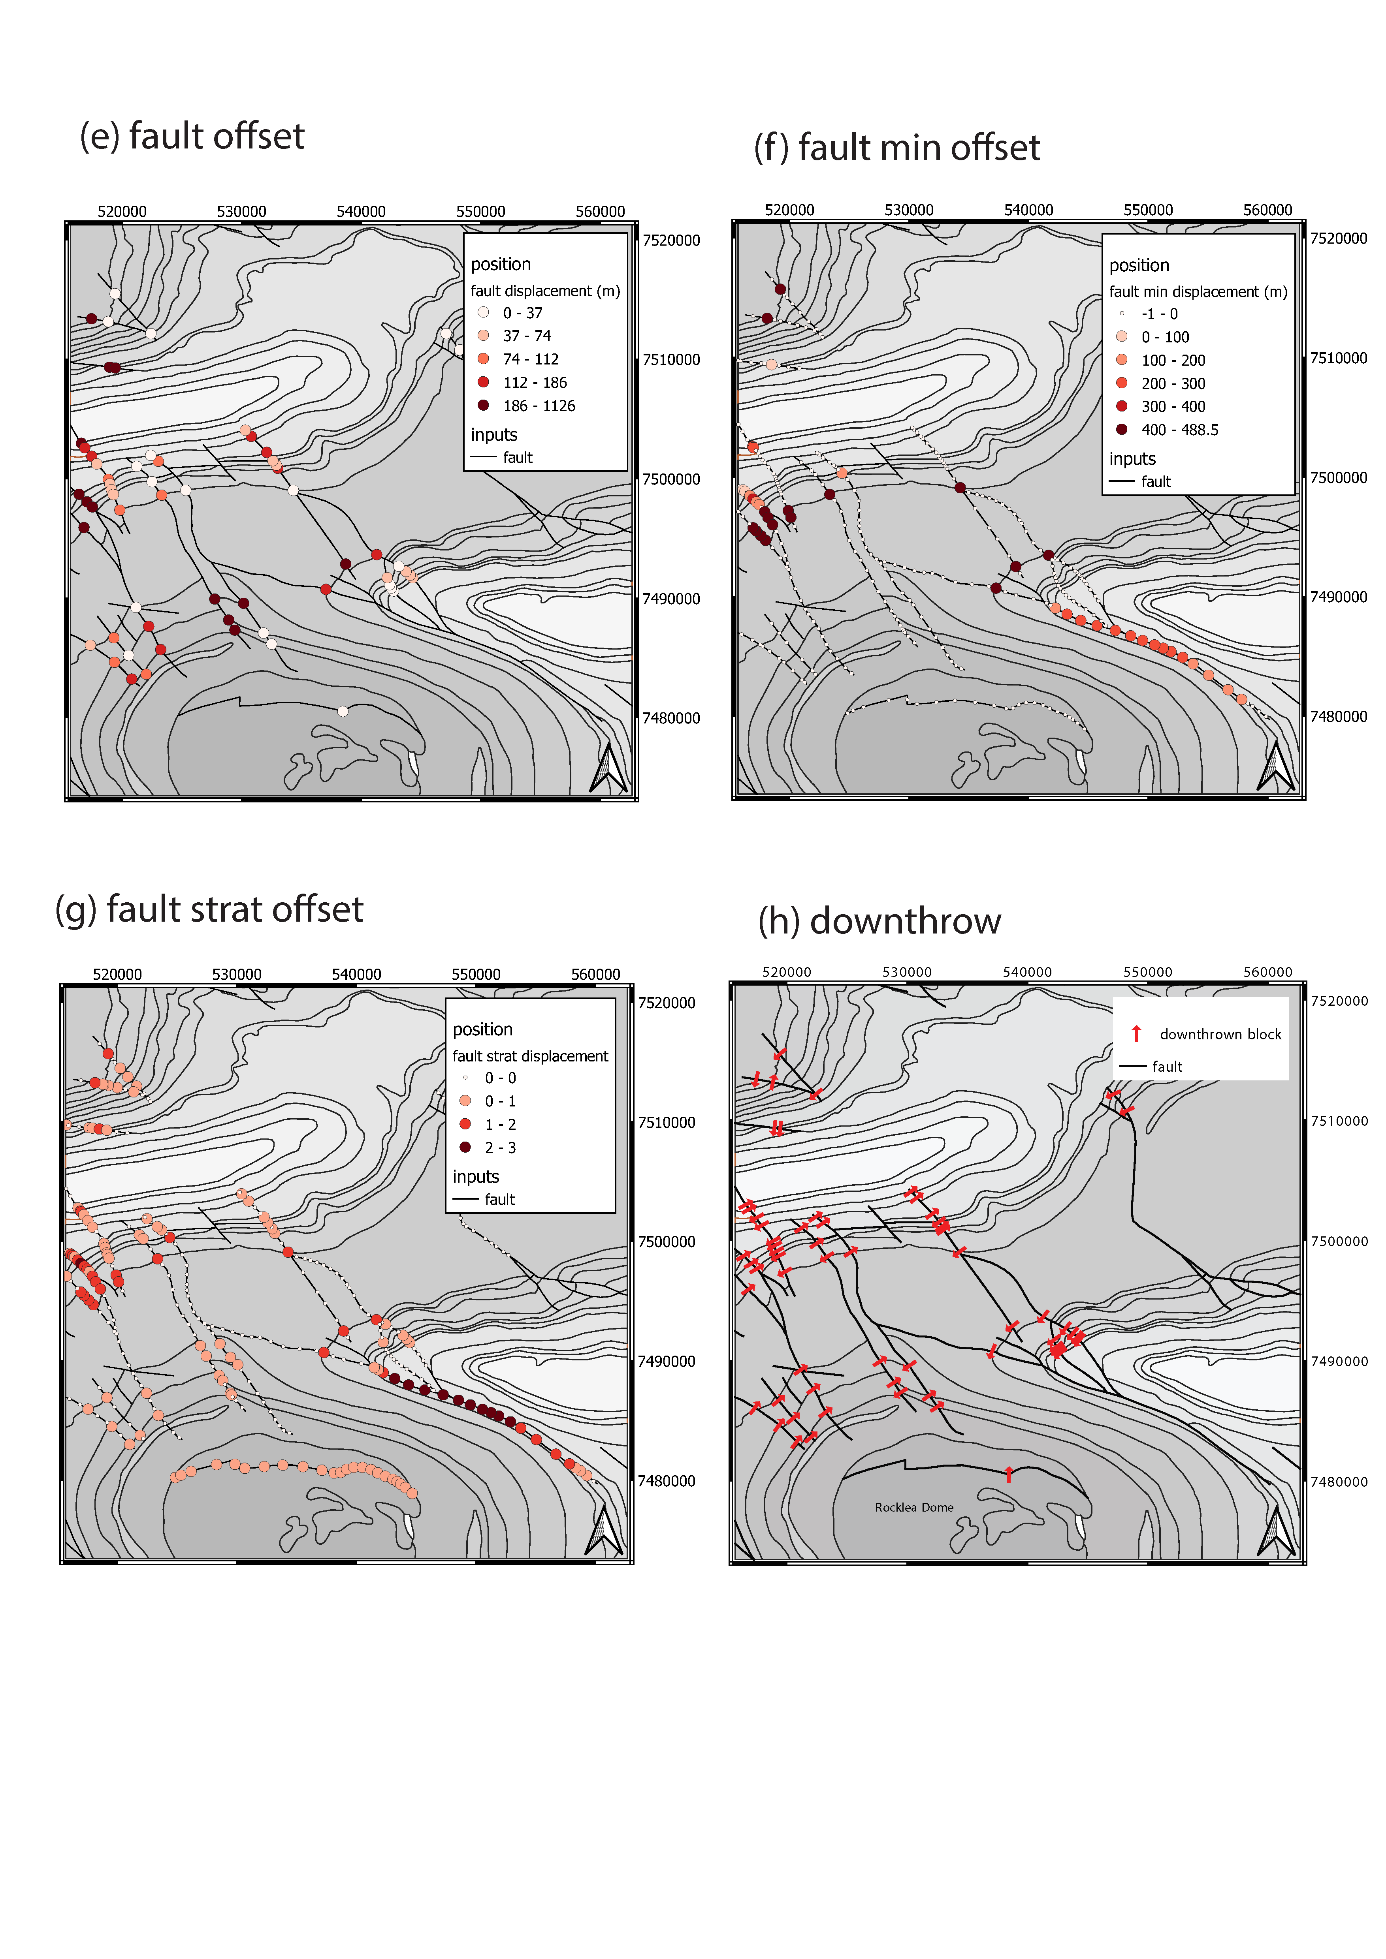 (e) fault offset
520000 530000 540000 550000 560000
position
fault displacement (m)
0 - 37
37 - 74
74 - 112
112 - 186
186 - 1126
inputs
fault
7520000
7510000
7500000
7490000
7480000
(f) fault min offset
520000 530000 540000 550000 560000
position
fault min displacement (m)
-1 - 0
0 - 100
100 - 200
200 - 300
300 - 400
400 - 488.5
inputs
fault
7520000
7510000
7500000
7490000
7480000
(g) fault strat offset
520000 530000 540000 550000 560000
position
fault strat displacement
0 - 0
0 - 1
1 - 2
2 - 3
inputs
fault
7520000
7510000
7500000
7490000
7480000
(h) downthrow
520000 530000 540000 550000 560000
downthrown block
fault
7520000
7510000
7500000
7490000
7480000
Rocklea Dome